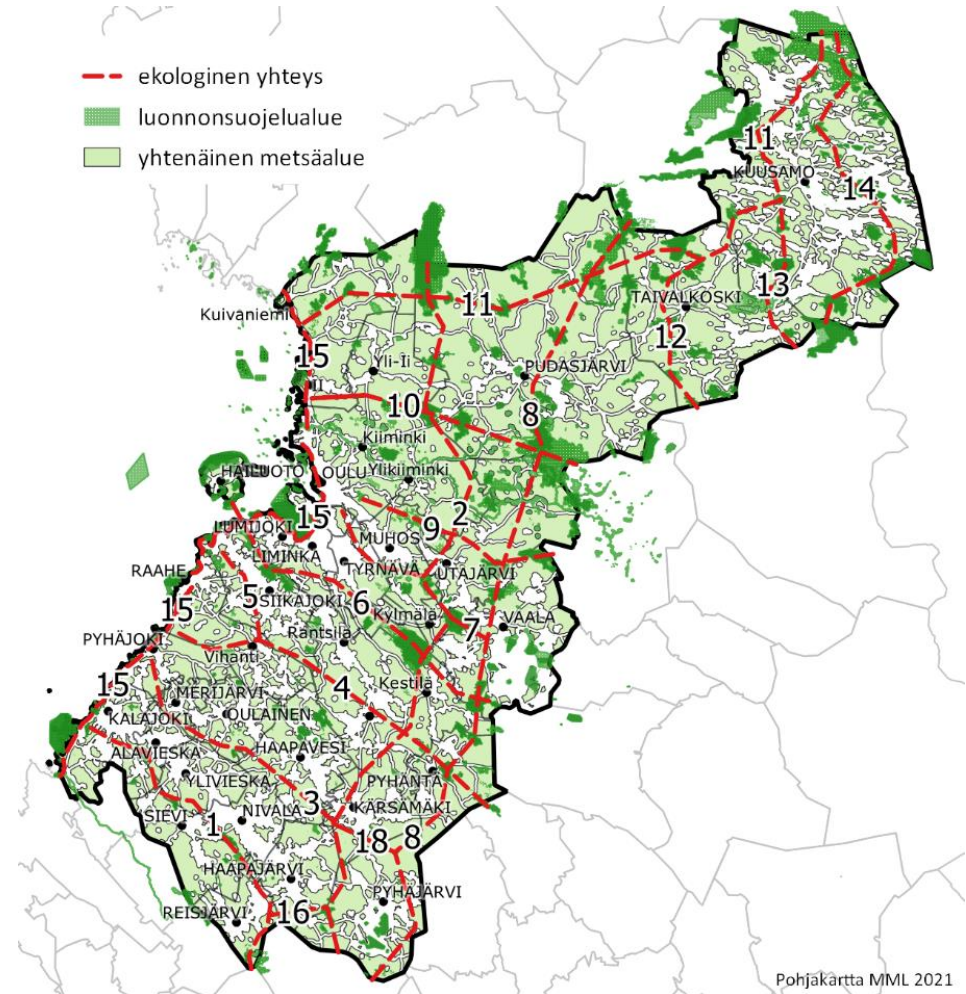 ekologinen yhteys
luonnonsuojelualue
yhtenäinen metsäalue
11
KUUSAMO
14
13
TAIVALKOSKI
12
11
Kuivaniemi
15
Yli-Ii
II
PUDASJÄRVI
10
8
Kiiminki
HAILUOTO
OULU
Ylikiiminki
2
9
15
LUMIJOKI
MUHOS
LIMINKA
TYRNÄVÄ
UTAJÄRVI
RAAHE
5
SIIKAJOKI
6
15
Kylmälä
7
VAALA
PYHÄJOKI
Rantsila
Vihanti
4
Kestilä
15
MERIJÄRVI
KALAJOKI
OULAINEN
ALAVIESKA
HAAPAVESI
YLIVIESKA
PYHÄNTÄ
3
KÄRSÄMÄKI
SIEVI
NIVALA
1
18
8
HAAPAJÄRVI
PYHÄJÄRVI
REISJÄRVI
16
Pohjakartta MML 2021